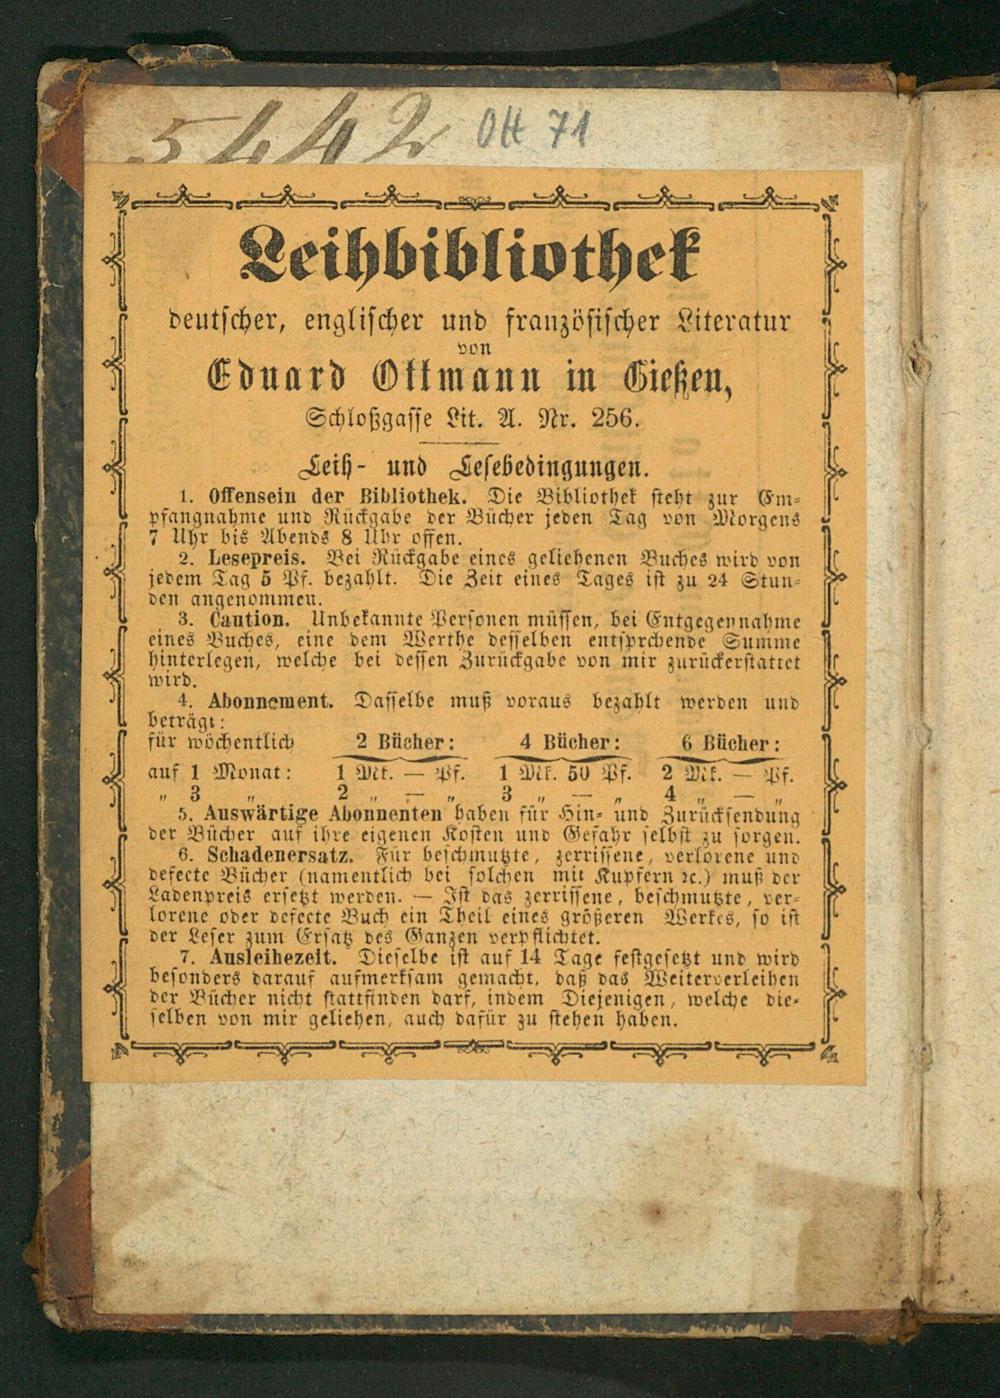 5442 Ott 71
Leihbibliothek
deutscher, englischer und französischer Literatur
von
Eduard Ottmann in Gießen,
Schloßgasse Lit. A. Nr. 256.
Leih- und Lesebedingungen.
1. Offensein der Bibliothek. Die Bibliothek steht zur Em-
pfangnahme und Rückgabe der Bücher jeden Tag von Morgens
7 Uhr bis Abends 8 Uhr offen.
2. Lesepreis. Bei Rückgabe eines geliehenen Buches wird von
jedem Tag 5 Pf. bezahlt. Die Zeit eines Tages ist zu 24 Stun-
den angenommen.
3. Caution. Unbekannte Personen müssen, bei Entgegennahme
eines Buches, eine dem Werthe desselben entsprchende Summe
hinterlegen, welche bei dessen Zurückgabe von mir zurückerstattet
wird.
4. Abonnement. Dasselbe muß voraus bezahlt werden und
beträgt:
für wöchentlich 2 Bücher: 4 Bücher: 6 Bücher:
auf 1 Monat: 1 Mk. — Pf. 1 Mk. 50 Pf. 2 Mk. — Pf.
„ 3 „ 2 „ — „ 3 „ — „ 4 „ — „
5. Auswärtige Abonnenten haben für Hin- und Zurücksendung
der Bücher auf ihre eigenen Kosten und Gefahr selbst zu sorgen.
6. Schadenersatz. Für beschmutzte, zerrissene, verlorene und
defecte Bücher (namentlich bei solchen mit Kupfern ꝛc.) muß der
Ladenpreis ersetzt werden. — Ist das zerrissene, beschmutzte, ver-
lorene oder defecte Buch ein Theil eines größeren Werkes, so ist
der Leser zum Ersatz des Ganzen verpflichtet.
7. Ausleihezeit. Dieselbe ist auf 14 Tage festgesetzt und wird
besonders darauf aufmerksam gemacht, daß das Weiterverleihen
der Bücher nicht stattfinden darf, indem Diejenigen, welche die-
selben von mir geliehen, auch dafür zu stehen haben.